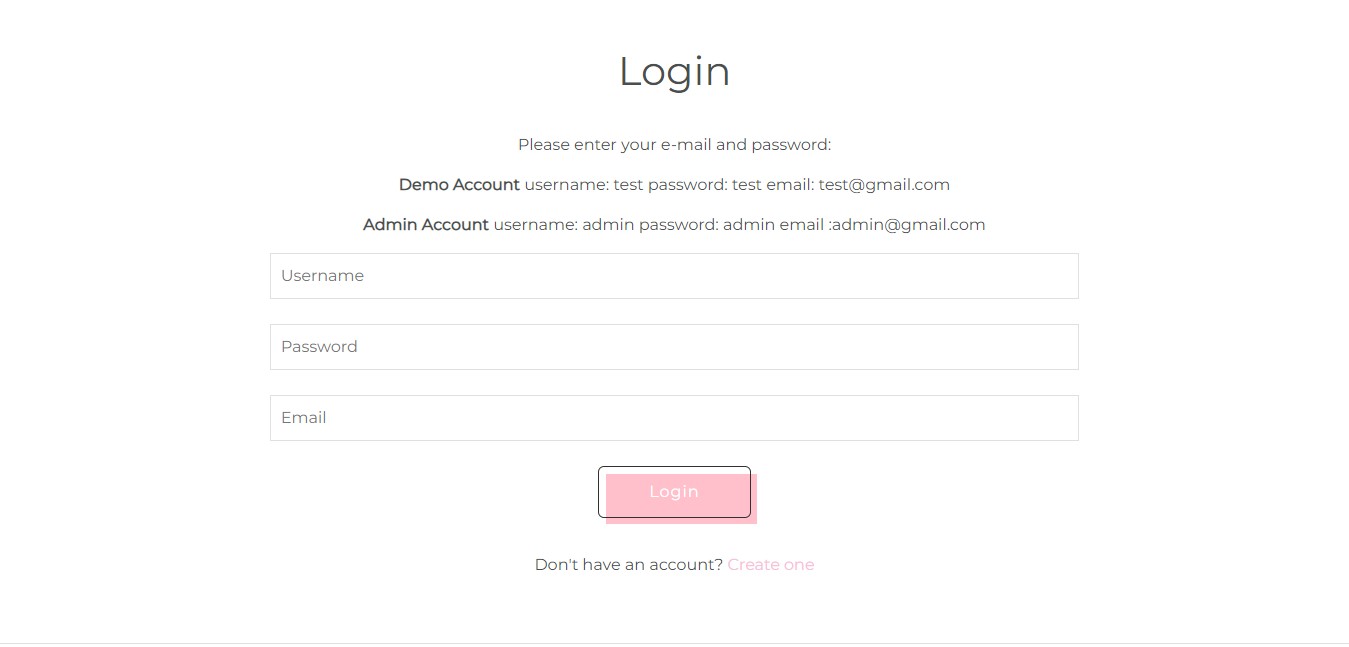 Login
Please enter your e-mail and password:
Demo Account username: test password: test email: test@gmail.com
Admin Account username: admin password: admin email :admin@gmail.com
Username
Password
Email
Login
Don't have an account? Create one